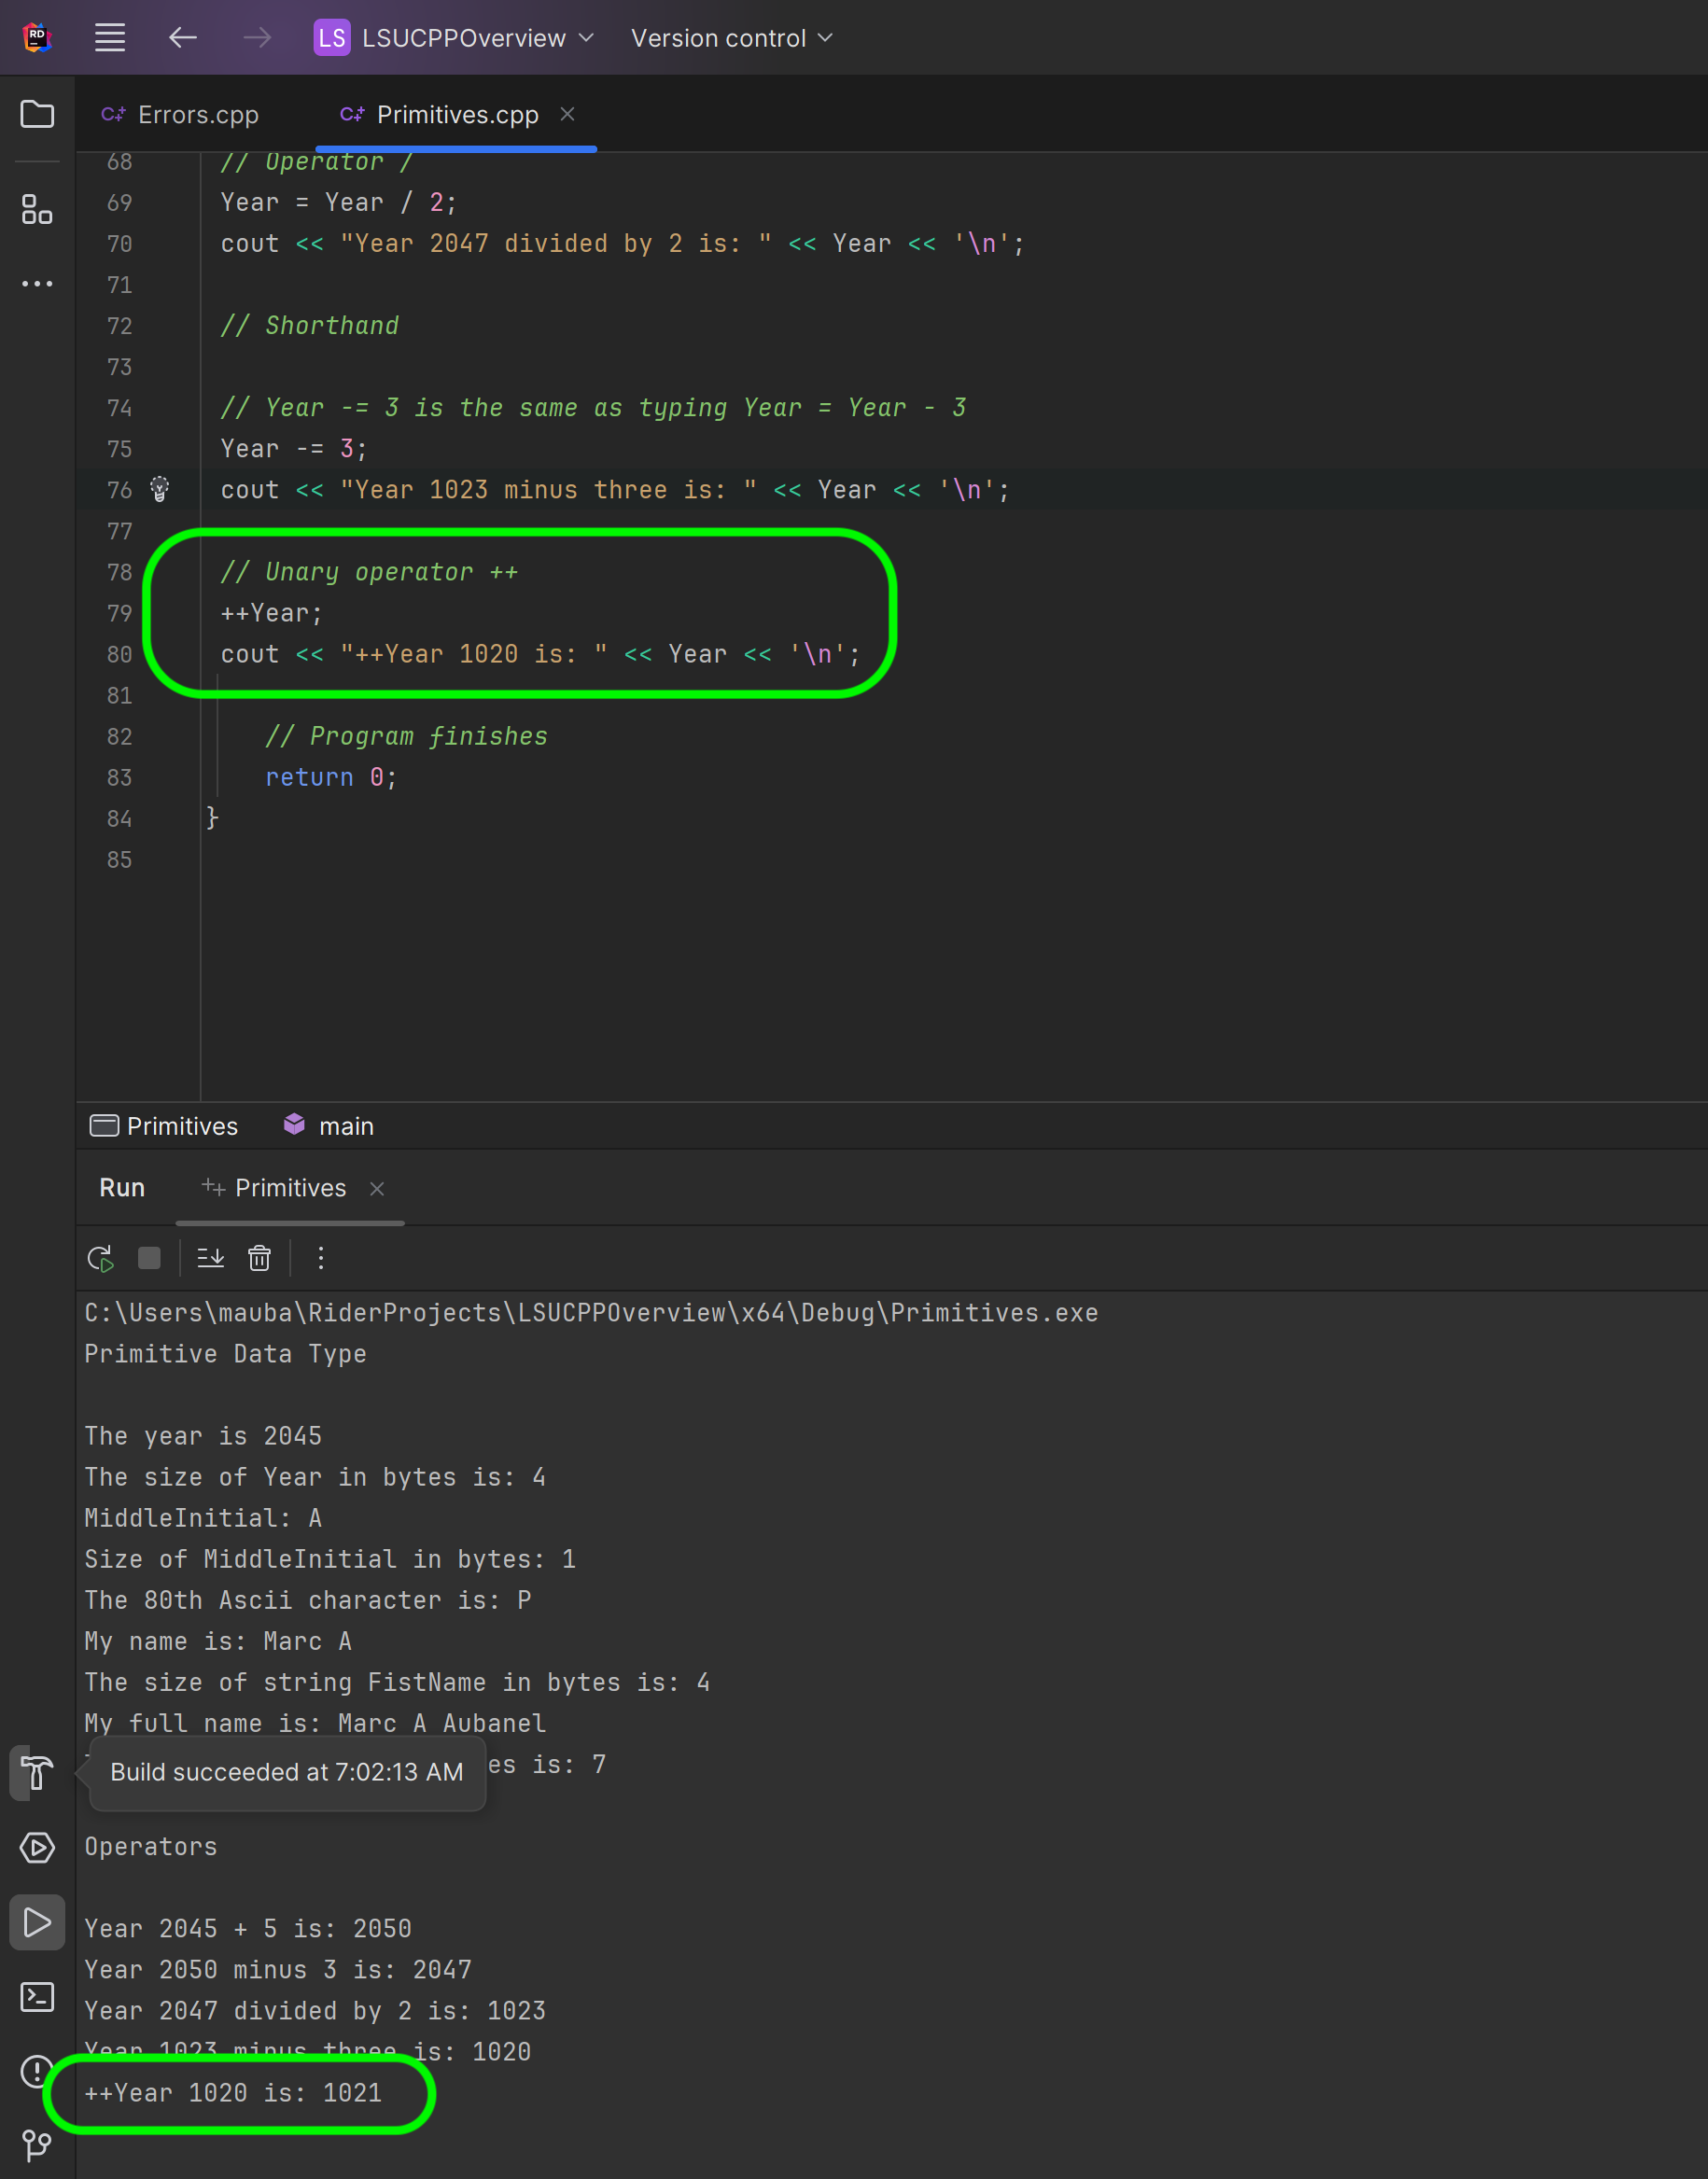 RD
LS LSUCPPOverview Version control
Errors.cpp Primitives.cpp
68 // Operator /
69 Year = Year / 2;
70 cout << "Year 2047 divided by 2 is: " << Year << '\n';
71
72 // Shorthand
73
74 // Year -= 3 is the same as typing Year = Year - 3
75 Year -= 3;
76 cout << "Year 1023 minus three is: " << Year << '\n';
77
78 // Unary operator ++
79 ++Year;
80 cout << "++Year 1020 is: " << Year << '\n';
81
82 // Program finishes
83 return 0;
84 }
85
Primitives main
Run Primitives
C:\Users\mauba\RiderProjects\LSUCPPOverview\x64\Debug\Primitives.exe
Primitive Data Type
The year is 2045
The size of Year in bytes is: 4
MiddleInitial: A
Size of MiddleInitial in bytes: 1
The 80th Ascii character is: P
My name is: Marc A
The size of string FistName in bytes is: 4
My full name is: Marc A Aubanel
es is: 7
Build succeeded at 7:02:13 AM
Operators
Year 2045 + 5 is: 2050
Year 2050 minus 3 is: 2047
Year 2047 divided by 2 is: 1023
Year 1023 minus three is: 1020
++Year 1020 is: 1021